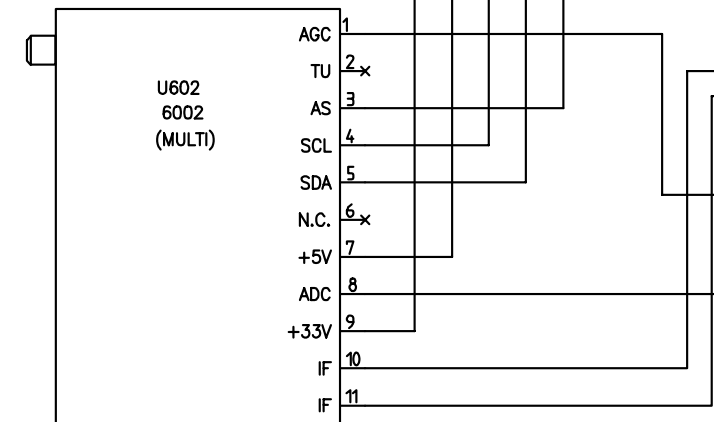 AGC 1
TU 2
U602
6002
(MULTI)
AS 3
SCL 4
SDA 5
N.C. 6
+5V 7
ADC 8
+33V 9
IF 10
IF 11